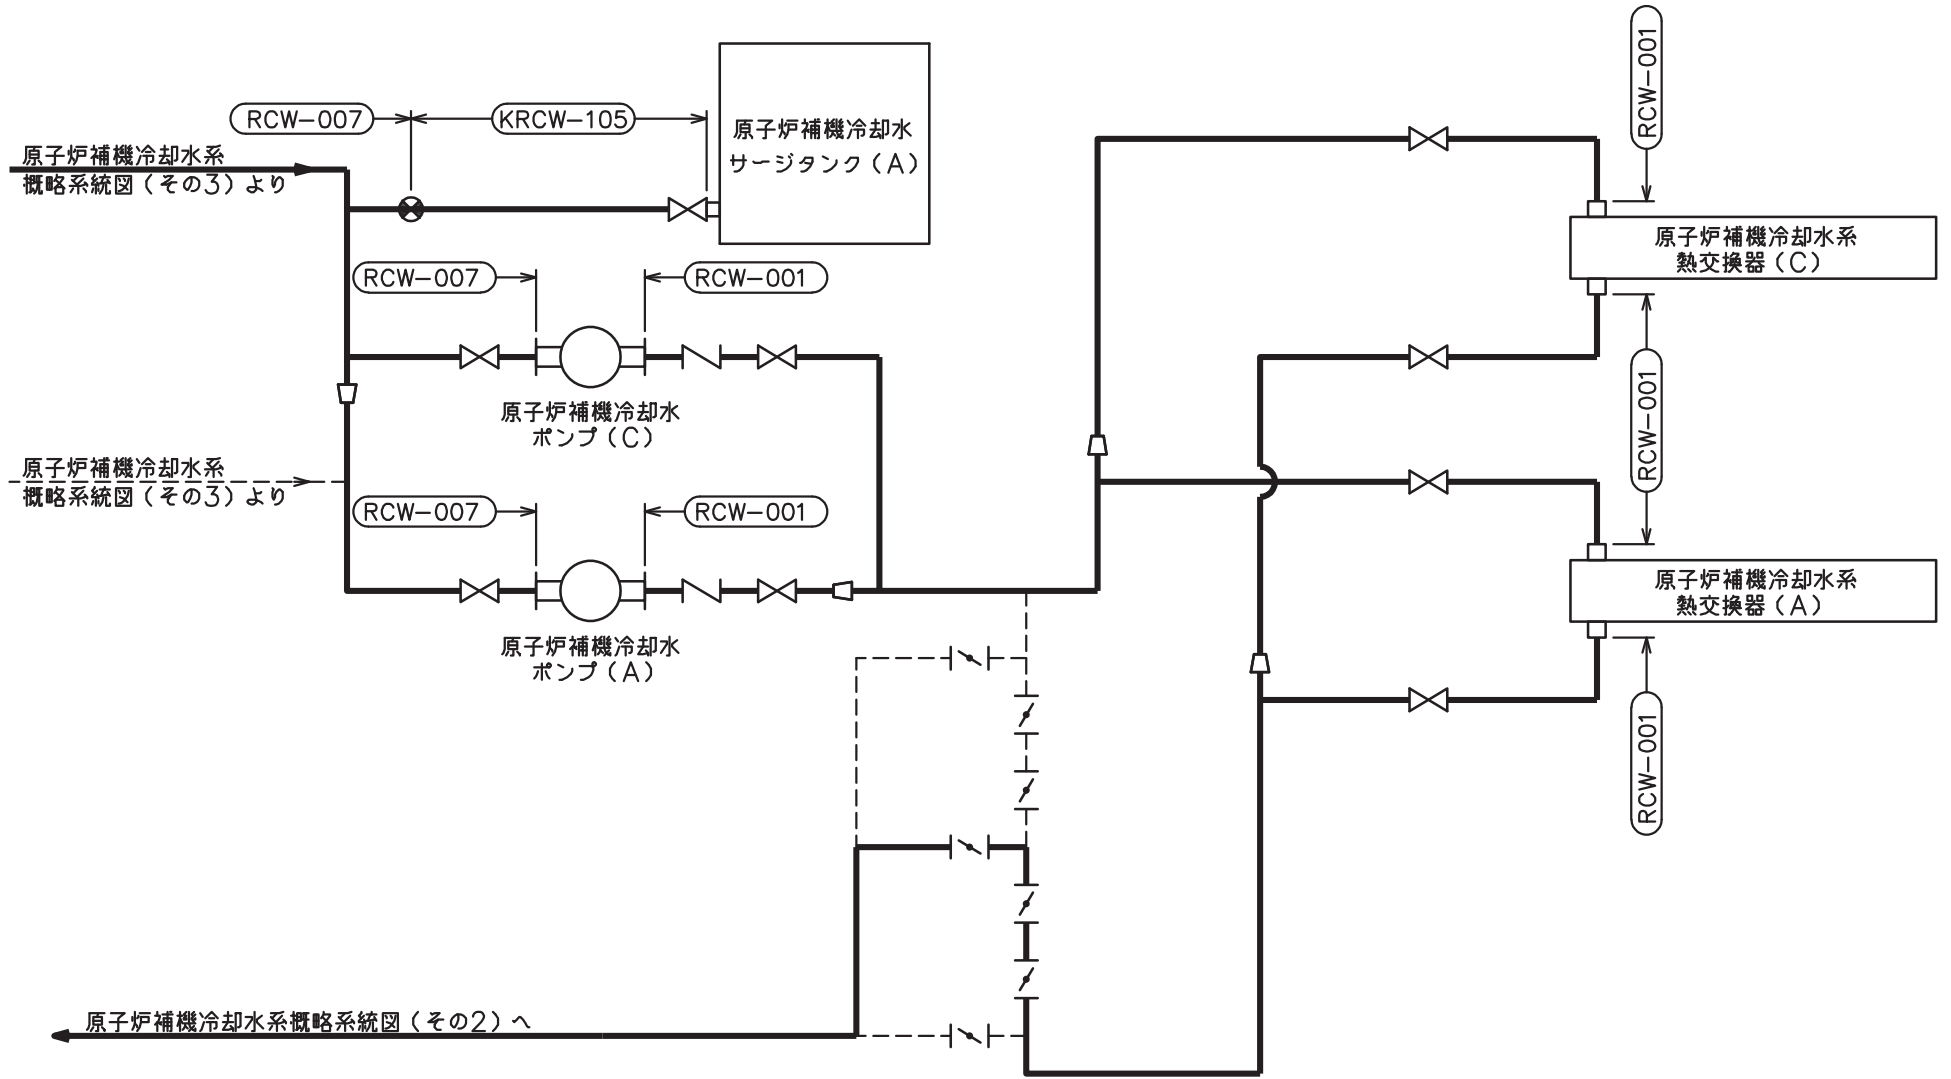 RCW-001
RCW-007
KRCW-105
原子炉補機冷却水
サージタンク(A)
原子炉補機冷却水系
概略系統図(その3)より
原子炉補機冷却水系
熱交換器(C)
RCW-007
RCW-001
原子炉補機冷却水
ポンプ(C)
RCW-001
原子炉補機冷却水系
概略系統図(その3)より
RCW-007
RCW-001
原子炉補機冷却水系
熱交換器(A)
原子炉補機冷却水
ポンプ(A)
RCW-001
原子炉補機冷却水系概略系統図(その2)へ